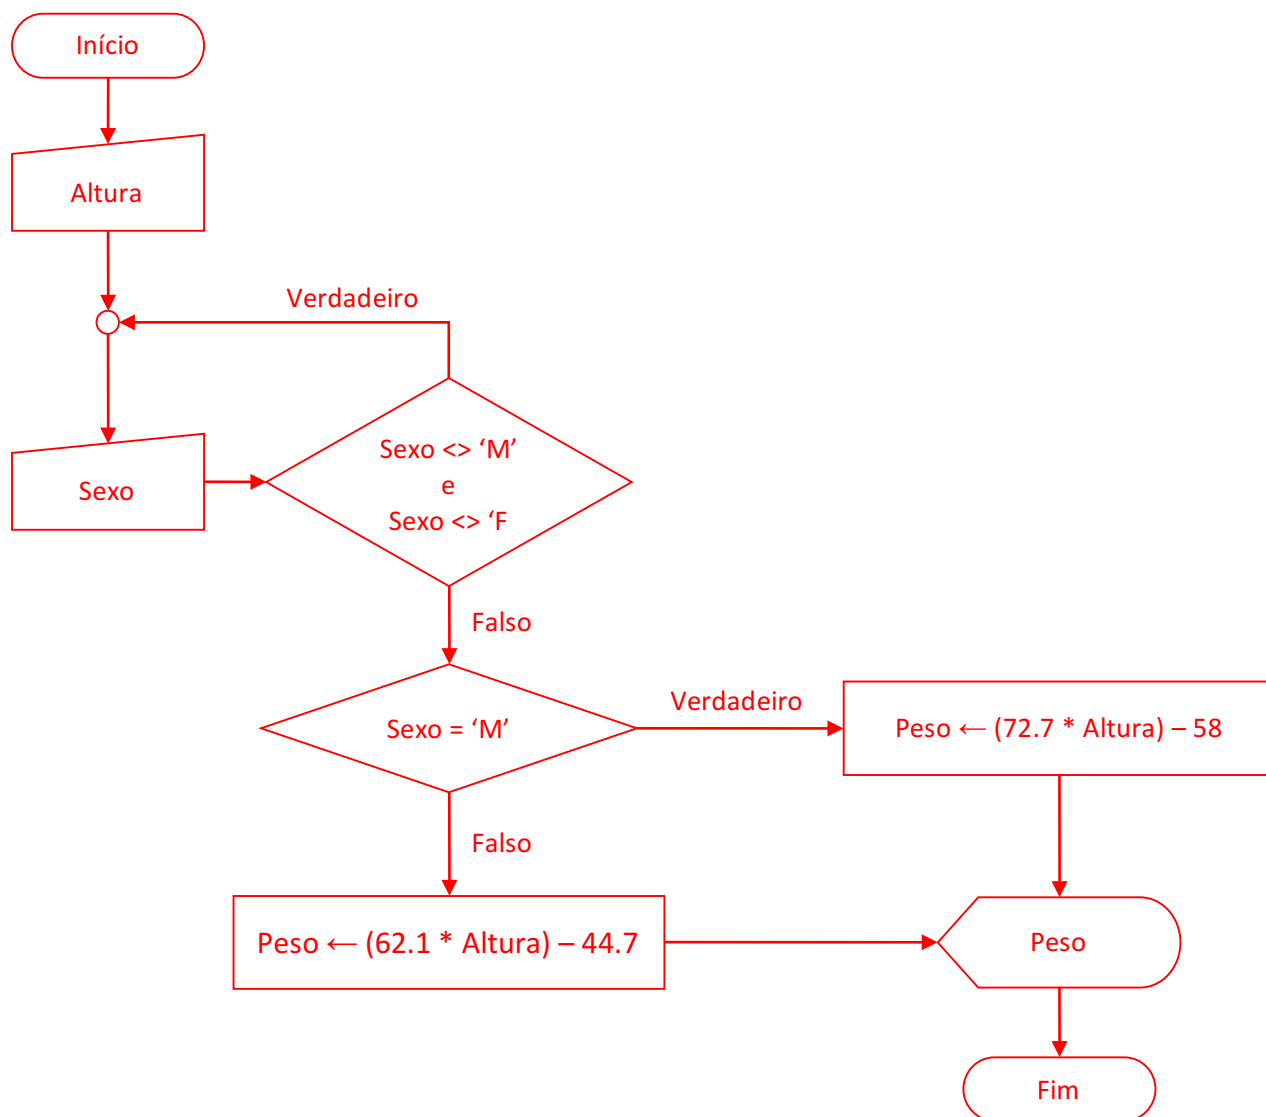 Início
Altura
Verdadeiro
Sexo <> ‘M’
e
Sexo <> ‘F
Sexo
Falso
Sexo = ‘M’
Verdadeiro
Peso ← (72.7 * Altura) – 58
Falso
Peso ← (62.1 * Altura) – 44.7
Peso
Fim